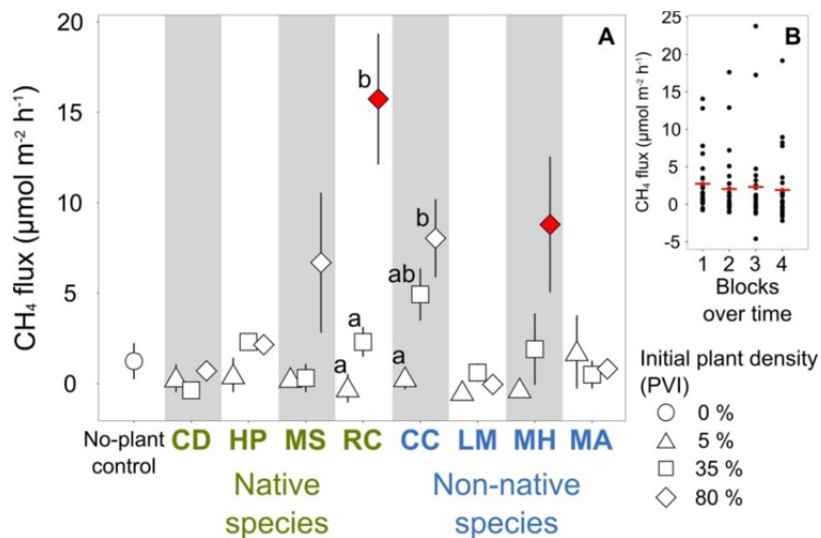 20
15
10
5
0
CH₄ flux (μmol m⁻² h⁻¹)
A
b
a
a
b
ab
a
No-plant
control
CD HP MS RC CC LM MH MA
Native
species
Non-native
species
B
25
20
15
10
5
0
-5
CH₄ flux (μmol m⁻² h⁻¹)
1 2 3 4
Blocks
over time
Initial plant density
(PVI)
0 %
5 %
35 %
80 %